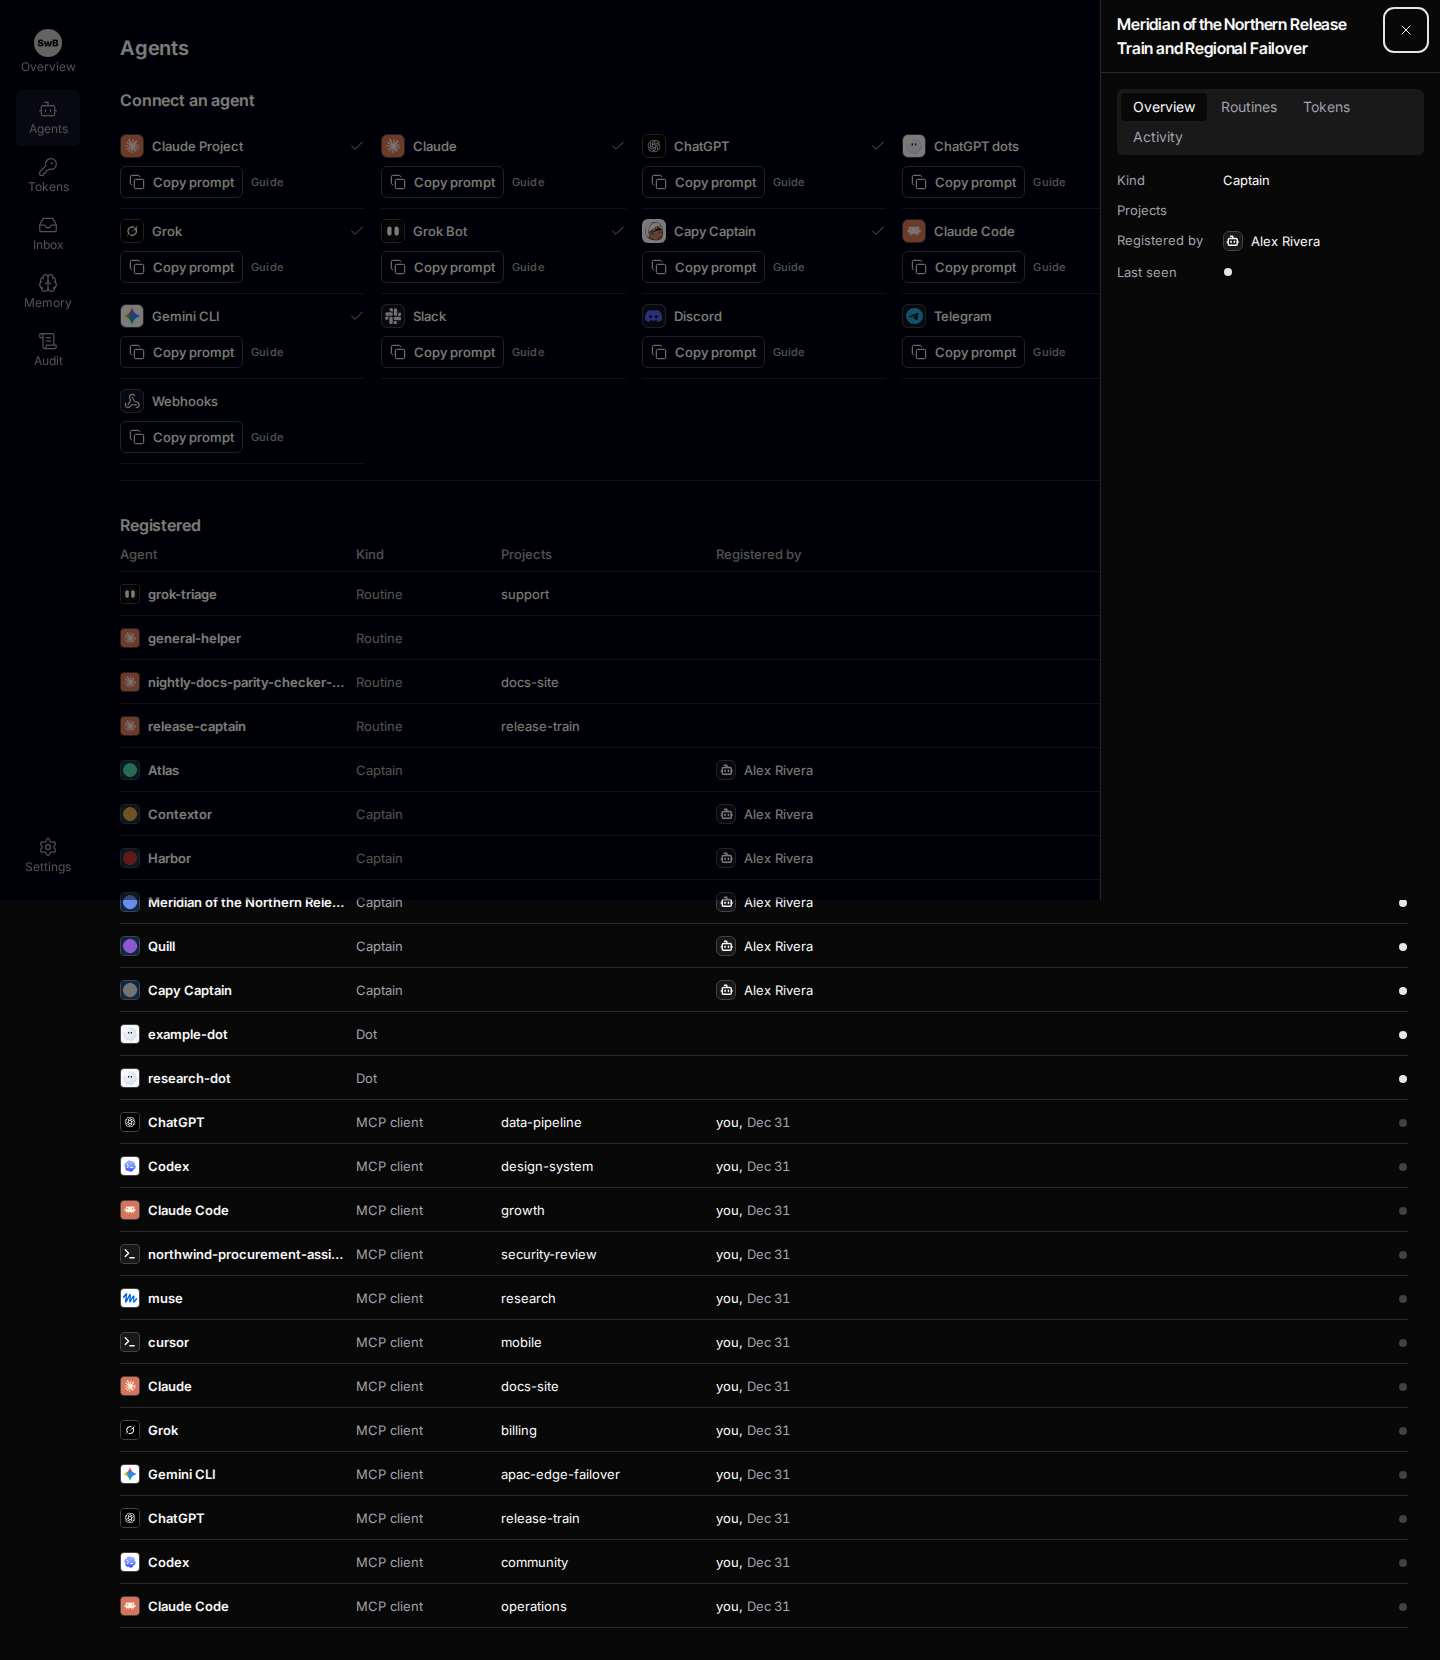 SwB
Overview
Agents
Tokens
Inbox
Memory
Audit
Settings
Agents
Connect an agent
Claude Project
Copy prompt Guide
Claude
Copy prompt Guide
ChatGPT
Copy prompt Guide
ChatGPT dots
Copy prompt Guide
Grok
Copy prompt Guide
Grok Bot
Copy prompt Guide
Capy Captain
Copy prompt Guide
Claude Code
Copy prompt Guide
Gemini CLI
Copy prompt Guide
Slack
Copy prompt Guide
Discord
Copy prompt Guide
Telegram
Copy prompt Guide
Webhooks
Copy prompt Guide
Registered
Agent Kind Projects Registered by
grok-triage Routine support
general-helper Routine
nightly-docs-parity-checker-... Routine docs-site
release-captain Routine release-train
Atlas Captain Alex Rivera
Contextor Captain Alex Rivera
Harbor Captain Alex Rivera
Meridian of the Northern Rele... Captain Alex Rivera
Quill Captain Alex Rivera
Capy Captain Captain Alex Rivera
example-dot Dot
research-dot Dot
ChatGPT MCP client data-pipeline you, Dec 31
Codex MCP client design-system you, Dec 31
Claude Code MCP client growth you, Dec 31
northwind-procurement-assi... MCP client security-review you, Dec 31
muse MCP client research you, Dec 31
cursor MCP client mobile you, Dec 31
Claude MCP client docs-site you, Dec 31
Grok MCP client billing you, Dec 31
Gemini CLI MCP client apac-edge-failover you, Dec 31
ChatGPT MCP client release-train you, Dec 31
Codex MCP client community you, Dec 31
Claude Code MCP client operations you, Dec 31
Meridian of the Northern Release
Train and Regional Failover
Overview Routines Tokens
Activity
Kind Captain
Projects
Registered by Alex Rivera
Last seen